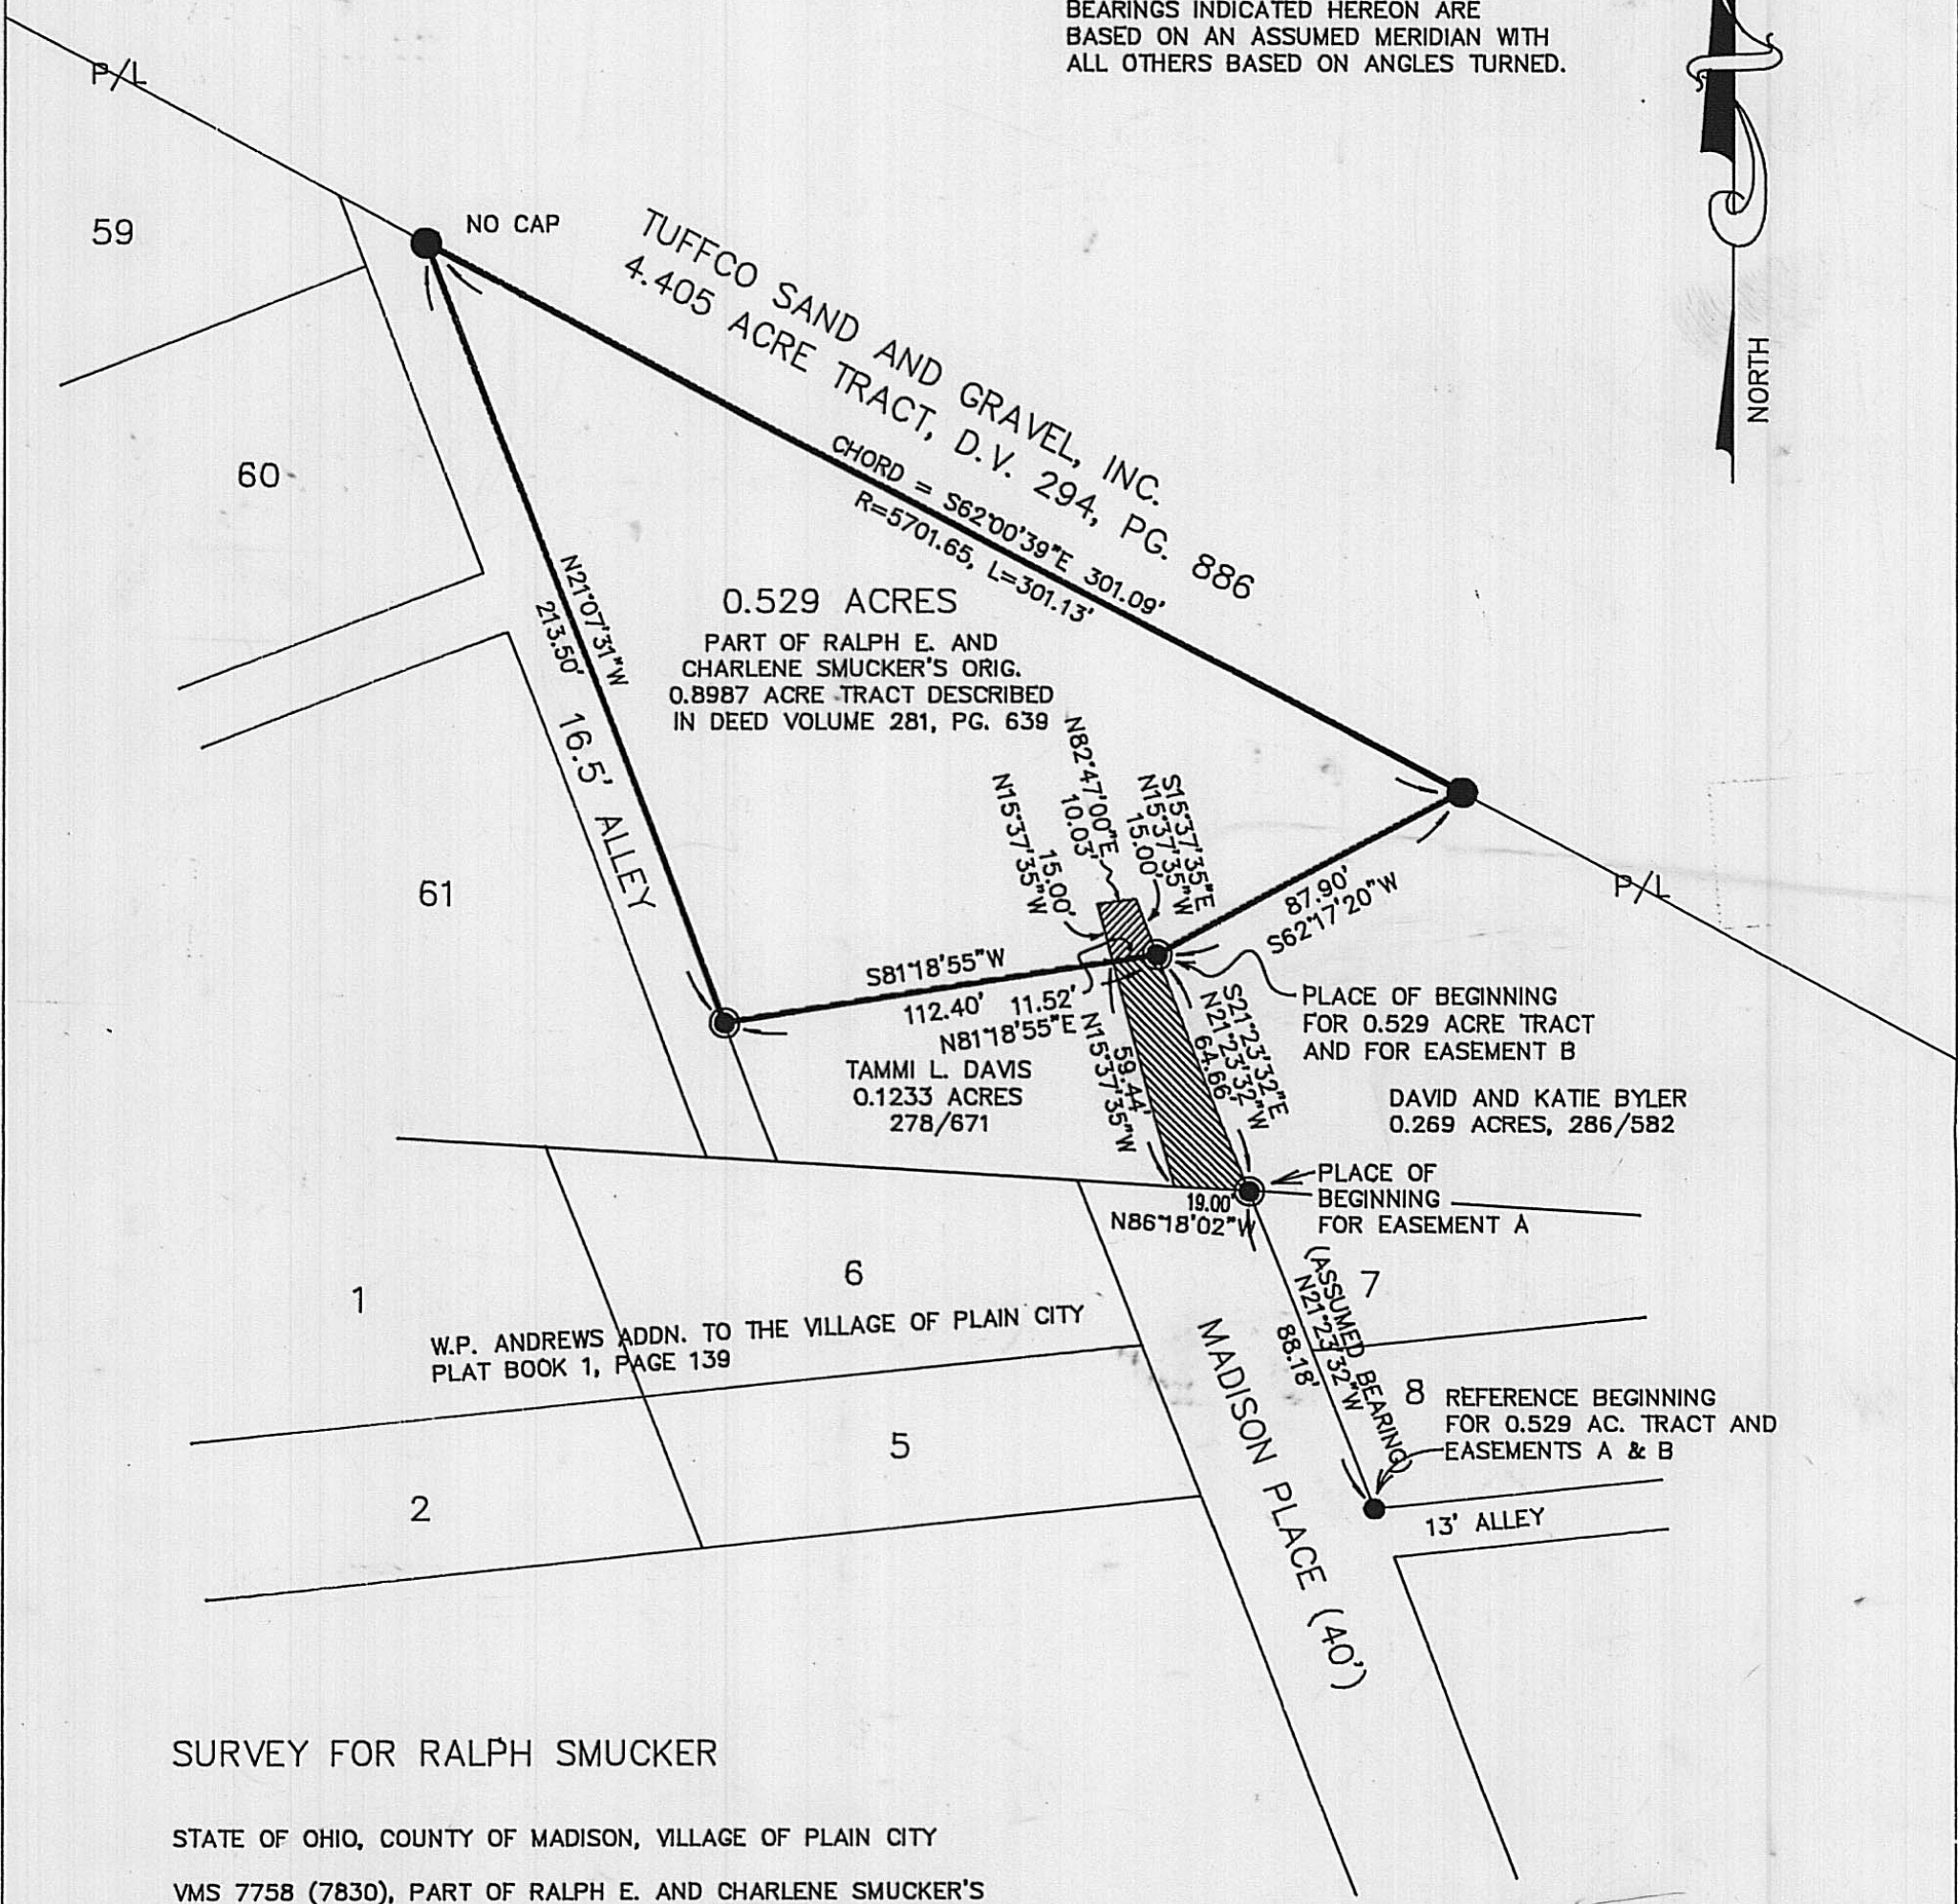 BEARINGS INDICATED HEREON ARE
BASED ON AN ASSUMED MERIDIAN WITH
ALL OTHERS BASED ON ANGLES TURNED.
P/L
NORTH
59
NO CAP
TUFFCO SAND AND GRAVEL, INC.
4.405 ACRE TRACT, D.V. 294, PG. 886
CHORD = S62°00'39"E 301.09'
R=5701.65, L=301.13'
60
N21°07'31"W
213.50'
16.5' ALLEY
0.529 ACRES
PART OF RALPH E. AND
CHARLENE SMUCKER'S ORIG.
0.8987 ACRE TRACT DESCRIBED
IN DEED VOLUME 281, PG. 639
N82°47'00"E
10.03'
N15°37'35"W
15.00'
S15°37'35"E
N15°37'35"W
15.00'
87.90'
S62°17'20"W
P/L
61
S81°18'55"W
112.40'
11.52'
N81°18'55"E
N15°37'35"W
59.44'
S21°23'32"E
N21°23'32"W
64.66'
PLACE OF BEGINNING
FOR 0.529 ACRE TRACT
AND FOR EASEMENT B
TAMMI L. DAVIS
0.1233 ACRES
278/671
DAVID AND KATIE BYLER
0.269 ACRES, 286/582
PLACE OF
BEGINNING
FOR EASEMENT A
19.00'
N86°18'02"W
1
6
7
W.P. ANDREWS ADDN. TO THE VILLAGE OF PLAIN CITY
PLAT BOOK 1, PAGE 139
(ASSUMED BEARING)
N21°23'32"W
88.18'
MADISON PLACE (40')
8
REFERENCE BEGINNING
FOR 0.529 AC. TRACT AND
EASEMENTS A & B
5
2
13' ALLEY
SURVEY FOR RALPH SMUCKER
STATE OF OHIO, COUNTY OF MADISON, VILLAGE OF PLAIN CITY
VMS 7758 (7830), PART OF RALPH E. AND CHARLENE SMUCKER'S